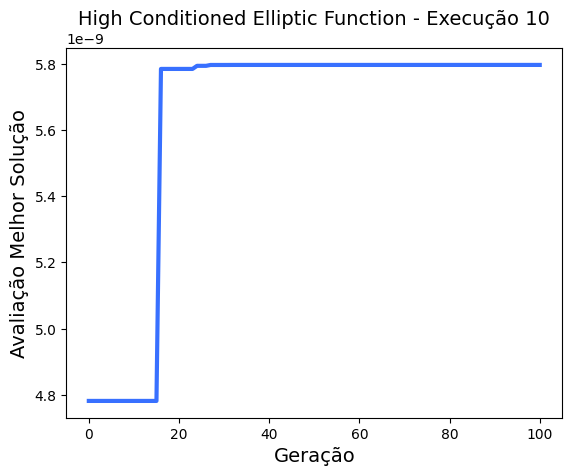 High Conditioned Elliptic Function - Execução 10
1e−9
5.8
5.6
5.4
5.2
5.0
4.8
Avaliação Melhor Solução
0 20 40 60 80 100
Geração